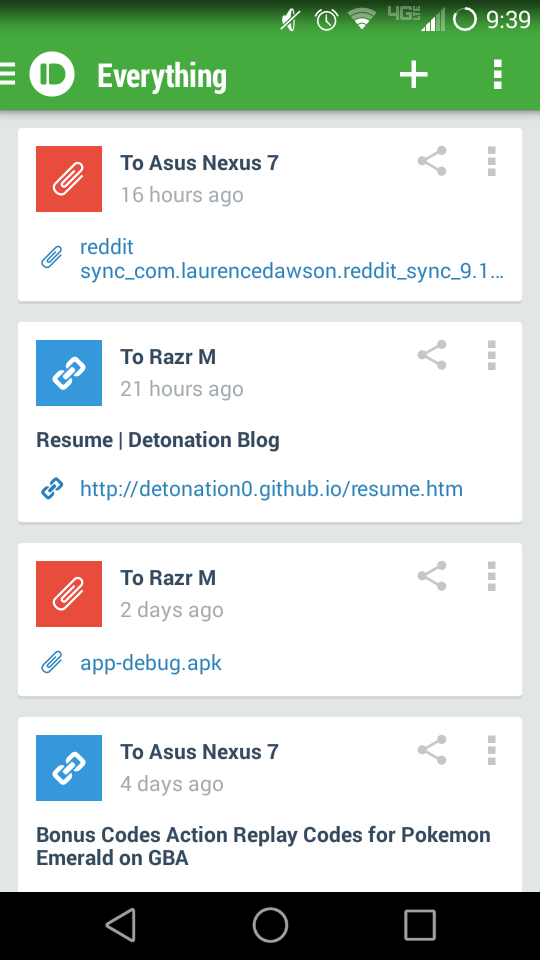 4G LTE 9:39
Everything
To Asus Nexus 7
16 hours ago
reddit
sync_com.laurencedawson.reddit_sync_9.1...
To Razr M
21 hours ago
Resume | Detonation Blog
http://detonation0.github.io/resume.htm
To Razr M
2 days ago
app-debug.apk
To Asus Nexus 7
4 days ago
Bonus Codes Action Replay Codes for Pokemon
Emerald on GBA